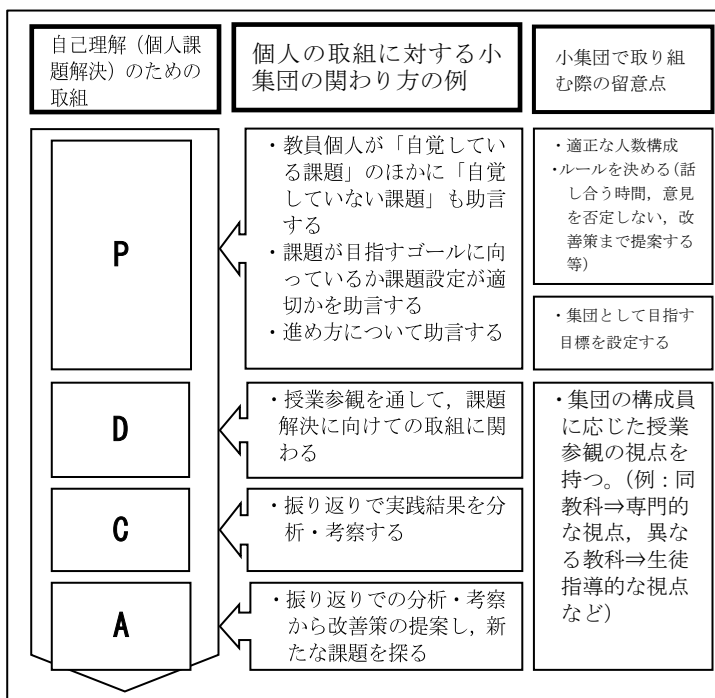 自己理解（個人課
題解決）のための
取組
個人の取組に対する小
集団の関わり方の例
小集団で取り組
む際の留意点
P
・教員個人が「自覚してい
る課題」のほかに「自覚
していない課題」も助言
する
・課題が目指すゴールに向
っているか課題設定が適
切かを助言する
・進め方について助言する
・適正な人数構成
・ルールを決める（話
し合う時間，意見
を否定しない，改
善策まで提案する
等）
・集団として目指す
目標を設定する
D
・授業参観を通して，課題
解決に向けての取組に関
わる
・集団の構成員
に応じた授業
参観の視点を
持つ。（例：同
教科⇒専門的
な視点，異な
る教科⇒生徒
指導的な視点
など）
C
・振り返りで実践結果を分
析・考察する
A
・振り返りでの分析・考察
から改善策の提案し，新
たな課題を探る